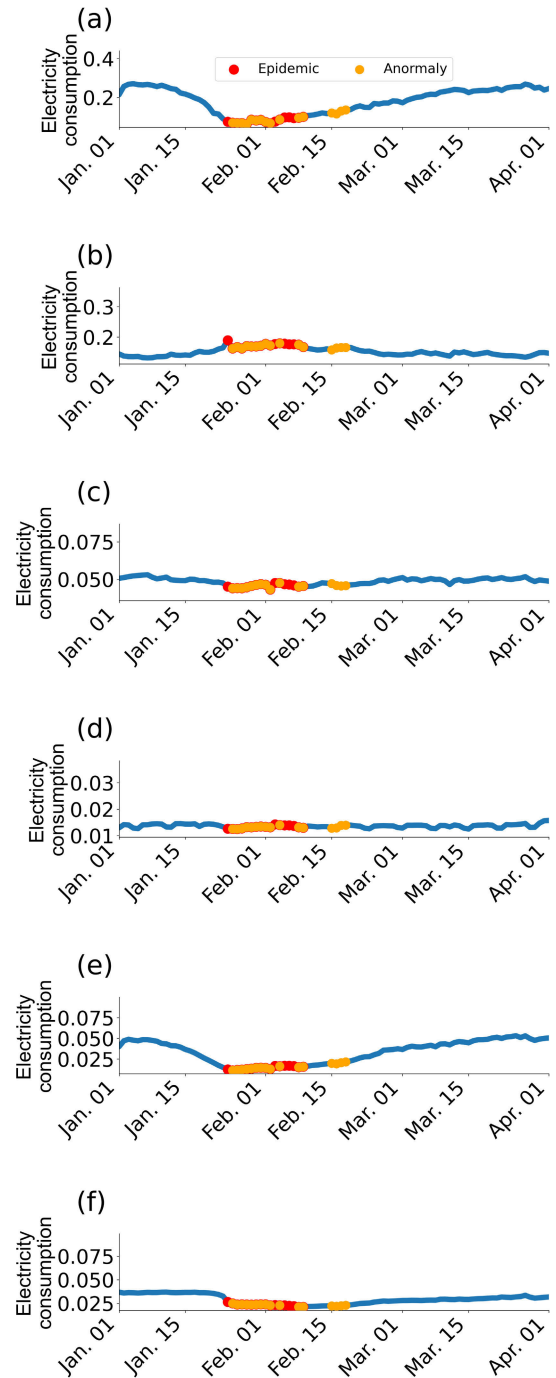 (a)
Electricity
consumption
0.4
0.2
Epidemic
Anormaly
Jan. 01
Jan. 15
Feb. 01
Feb. 15
Mar. 01
Mar. 15
Apr. 01
(b)
Electricity
consumption
0.3
0.2
Jan. 01
Jan. 15
Feb. 01
Feb. 15
Mar. 01
Mar. 15
Apr. 01
(c)
Electricity
consumption
0.075
0.050
Jan. 01
Jan. 15
Feb. 01
Feb. 15
Mar. 01
Mar. 15
Apr. 01
(d)
Electricity
consumption
0.03
0.02
0.01
Jan. 01
Jan. 15
Feb. 01
Feb. 15
Mar. 01
Mar. 15
Apr. 01
(e)
Electricity
consumption
0.075
0.050
0.025
Jan. 01
Jan. 15
Feb. 01
Feb. 15
Mar. 01
Mar. 15
Apr. 01
(f)
Electricity
consumption
0.075
0.050
0.025
Jan. 01
Jan. 15
Feb. 01
Feb. 15
Mar. 01
Mar. 15
Apr. 01